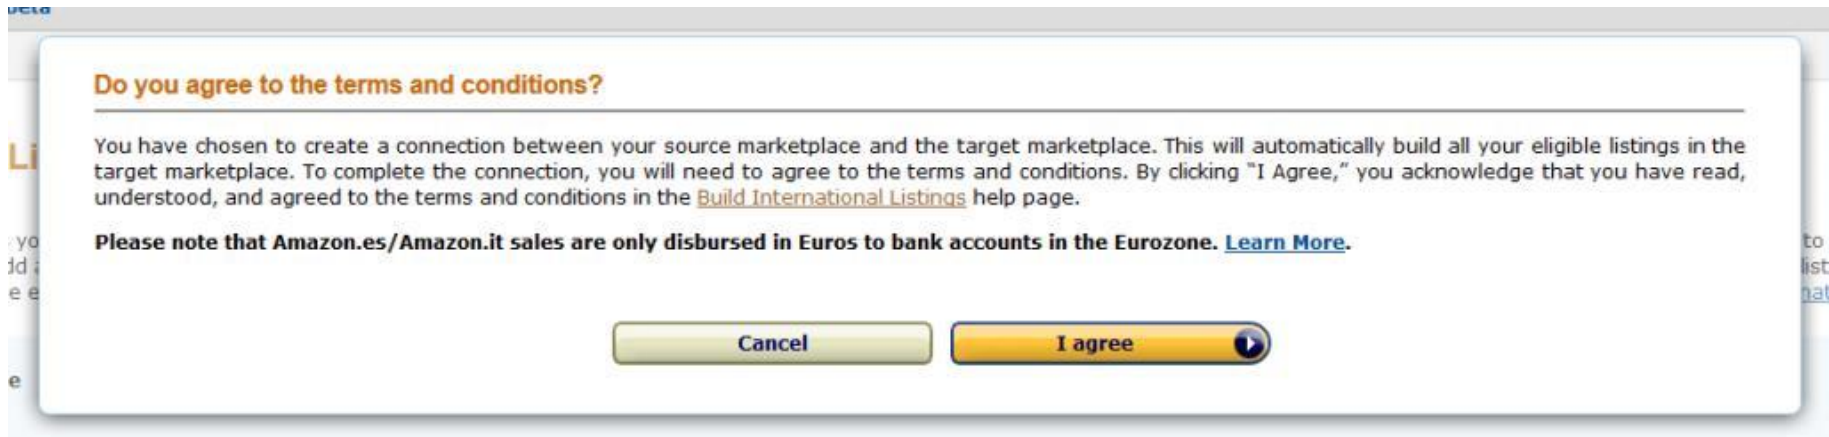 beta
Do you agree to the terms and conditions?
You have chosen to create a connection between your source marketplace and the target marketplace. This will automatically build all your eligible listings in the
target marketplace. To complete the connection, you will need to agree to the terms and conditions. By clicking "I Agree," you acknowledge that you have read,
understood, and agreed to the terms and conditions in the Build International Listings help page.
Li
Please note that Amazon.es/Amazon.it sales are only disbursed in Euros to bank accounts in the Eurozone. Learn More.
yo
to
list
e e
Cancel
I agree
e